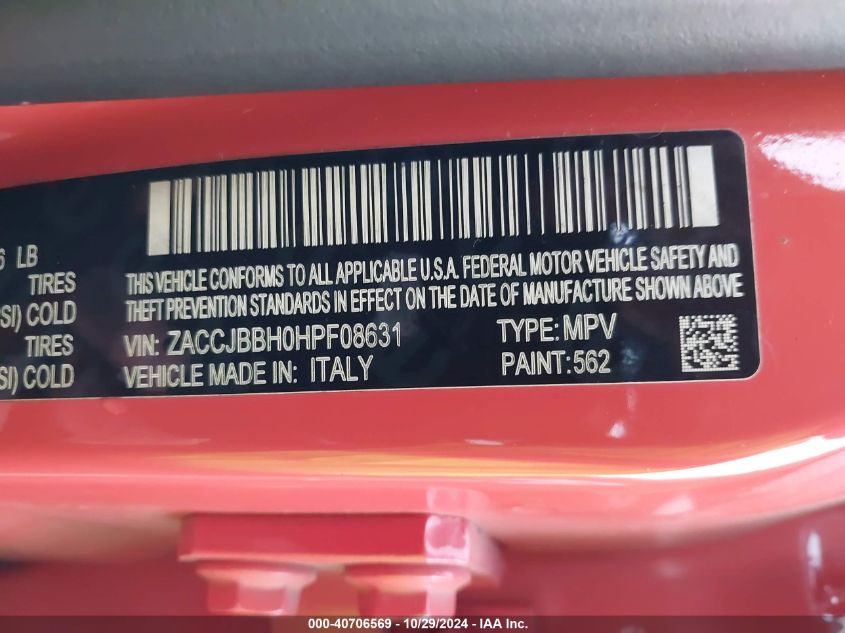 6 LB
TIRES
SI) COLD
TIRES
SI) COLD
THIS VEHICLE CONFORMS TO ALL APPLICABLE U.S.A. FEDERAL MOTOR VEHICLE SAFETY AND
THEFT PREVENTION STANDARDS IN EFFECT ON THE DATE OF MANUFACTURE SHOWN ABOVE
VIN: ZACCJBBH0HPF08631 TYPE: MPV
VEHICLE MADE IN: ITALY PAINT: 562
000-40706569 - 10/29/2024 - IAA Inc.